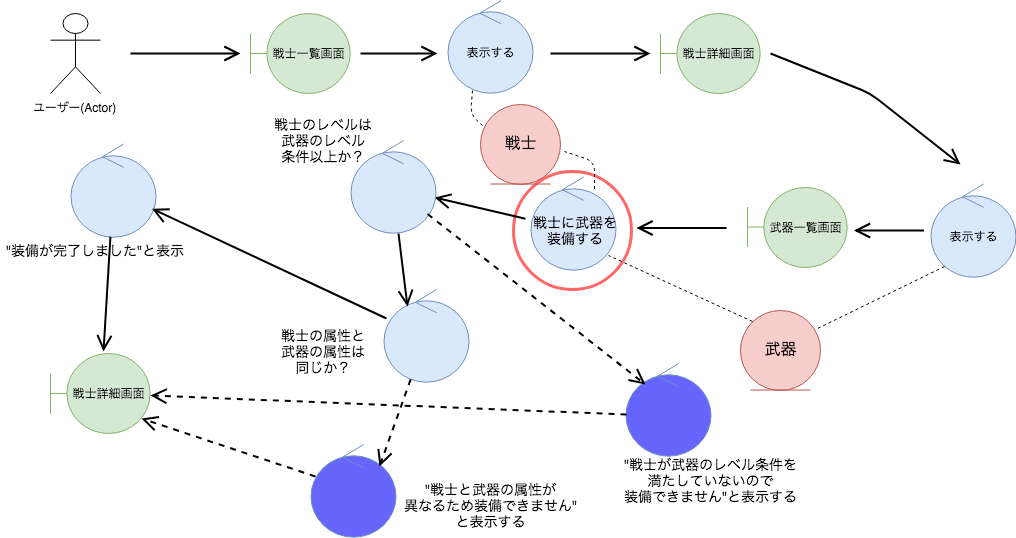 ユーザー(Actor)
戦士一覧画面
表示する
戦士詳細画面
戦士
戦士のレベルは
武器のレベル
条件以上か？
戦士に武器を
装備する
武器一覧画面
表示する
"装備が完了しました"と表示
戦士の属性と
武器の属性は
同じか？
武器
戦士詳細画面
"戦士と武器の属性が
異なるため装備できません"
と表示する
"戦士が武器のレベル条件を
満たしていないので
装備できません"と表示する